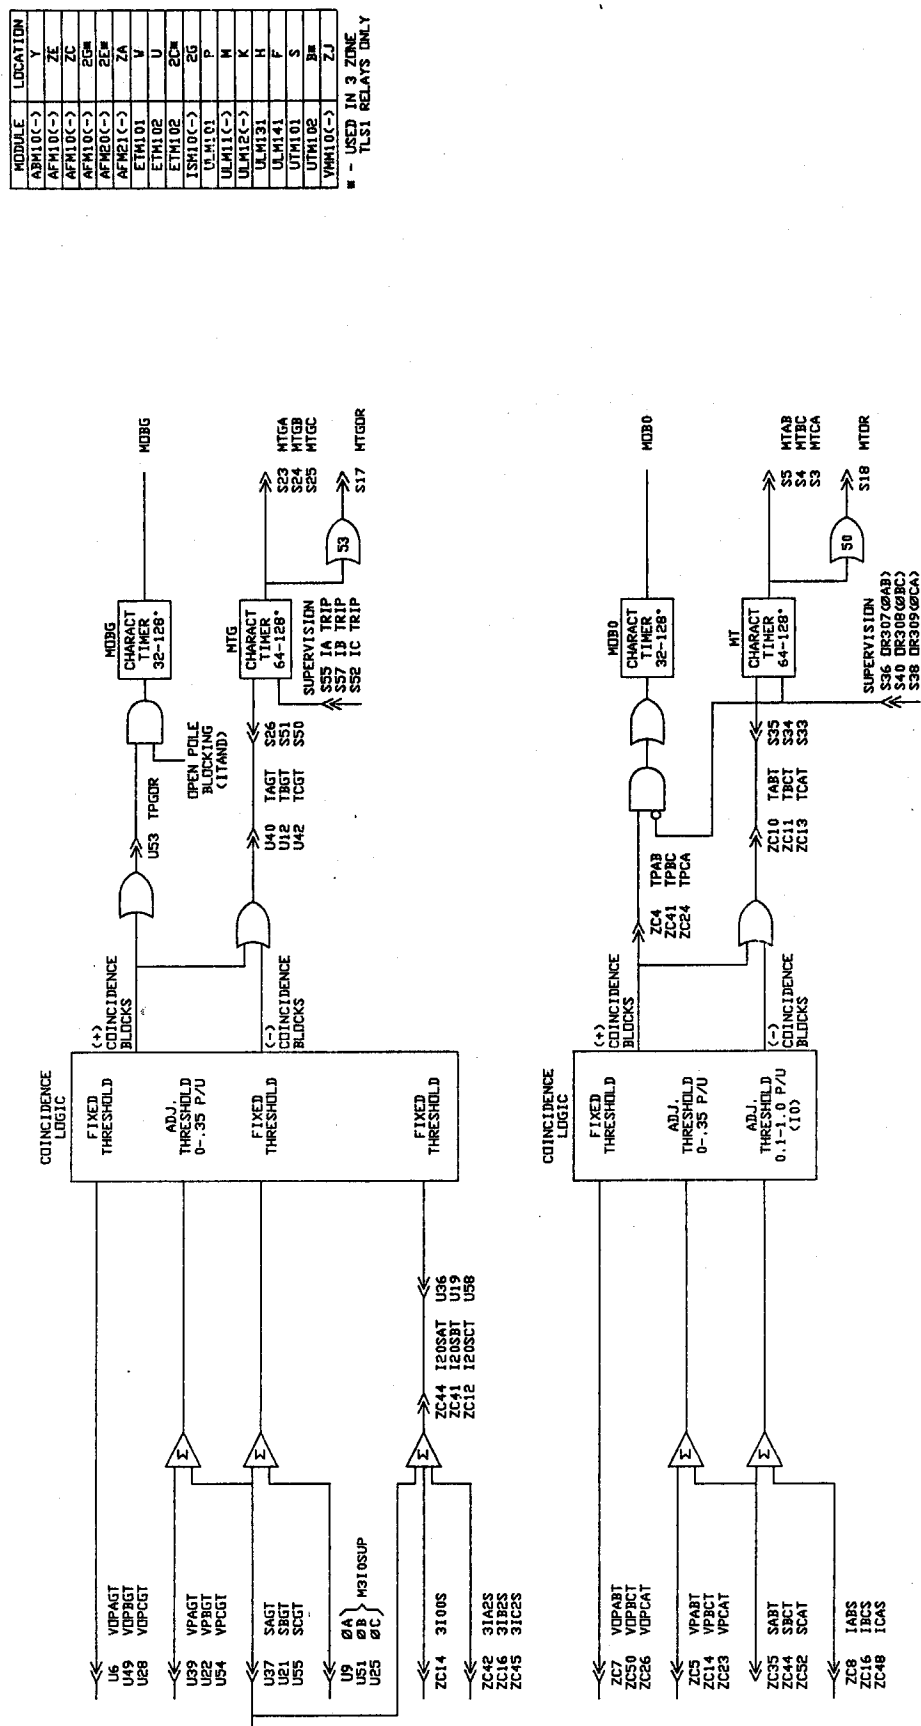 MODULE LOCATION
ABM10(-) Y
AFM10(-) ZE
AFM10(-) ZC
AFM10(-) 2G*
AFM20(-) 2E*
AFM21(-) ZA
ETM101 V
ETM102 U
ETM102 2C*
ISM10(-) 2G
ULM101 P
ULM11(-) M
ULM12(-) K
ULM131 H
ULM141 F
UTM101 S
UTM102 B*
VMM10(-) ZJ
* - USED IN 3 ZONE
TLS1 RELAYS ONLY
COINCIDENCE
LOGIC
FIXED
THRESHOLD
ADJ.
THRESHOLD
0-.35 P/U
FIXED
THRESHOLD
FIXED
THRESHOLD
U6 VOPAGT
U49 VOPBGT
U28 VOPCGT
U39 VPAGT
U22 VPBGT
U54 VPCGT
U37 SAGT
U21 SBGT
U55 SCGT
U9 ØA
U51 ØB
U25 ØC
M3IOSUP
ZC14 3I00S
ZC42 3IA2S
ZC16 3IB2S
ZC45 3IC2S
Σ
Σ
Σ
ZC44 I20SAT U36
ZC41 I20SBT U19
ZC12 I20SCT U58
(+)
COINCIDENCE
BLOCKS
(-)
COINCIDENCE
BLOCKS
U53 TPGOR
OPEN POLE
BLOCKING
(ITAND)
MOBG
CHARACT
TIMER
32-128°
MOBG
U40 TAGT S26
U12 TBGT S51
U42 TCGT S50
MTG
CHARACT
TIMER
64-128°
SUPERVISION
S55 IA TRIP
S57 IB TRIP
S52 IC TRIP
S23 MTGA
S24 MTGB
S25 MTGC
53
S17 MTGOR
COINCIDENCE
LOGIC
FIXED
THRESHOLD
ADJ.
THRESHOLD
0-.35 P/U
ADJ.
THRESHOLD
0.1-1.0 P/U
(IO)
ZC7 VOPABT
ZC50 VOPBCT
ZC26 VOPCAT
ZC5 VPABT
ZC14 VPBCT
ZC23 VPCAT
ZC35 SABT
ZC44 SBCT
ZC52 SCAT
ZC8 IABS
ZC16 IBCS
ZC48 ICAS
Σ
Σ
(+)
COINCIDENCE
BLOCKS
(-)
COINCIDENCE
BLOCKS
ZC4 TPAB
ZC41 TPBC
ZC24 TPCA
MOBO
CHARACT
TIMER
32-128°
MOBO
ZC10 TABT S35
ZC11 TBCT S34
ZC13 TCAT S33
MT
CHARACT
TIMER
64-128°
SUPERVISION
S36 OR307(ØAB)
S40 OR308(ØBC)
S38 OR309(ØCA)
S5 MTAB
S4 MTBC
S3 MTCA
50
S18 MTOR